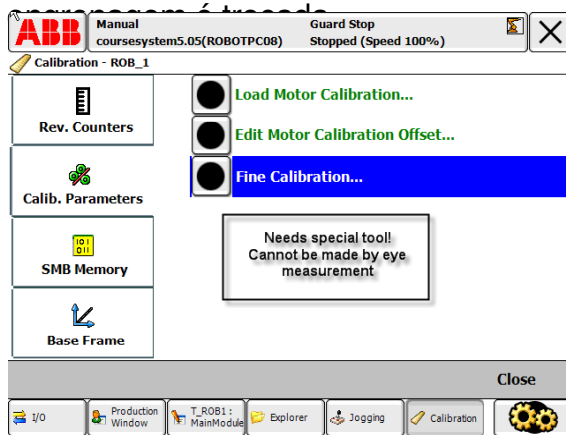 engrenagem é trocado
ABB
Manual
coursesystem5.05(ROBOTPC08)
Guard Stop
Stopped (Speed 100%)
Calibration - ROB_1
Rev. Counters
Calib. Parameters
SMB Memory
Base Frame
Load Motor Calibration...
Edit Motor Calibration Offset...
Fine Calibration...
Needs special tool!
Cannot be made by eye
measurement
Close
I/O
Production
Window
T_ROB1 :
MainModule
Explorer
Jogging
Calibration